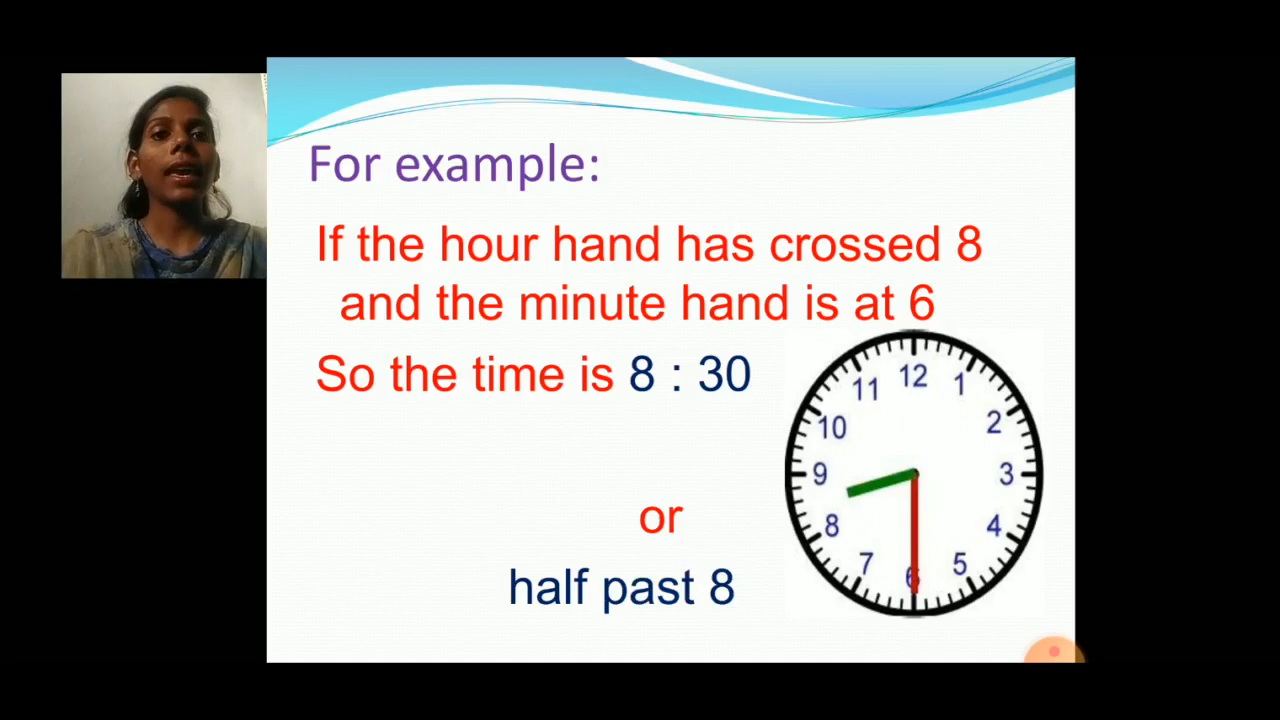 For example:
If the hour hand has crossed 8
and the minute hand is at 6
So the time is 8 : 30
or
half past 8
12
1
2
3
4
5
6
7
8
9
10
11